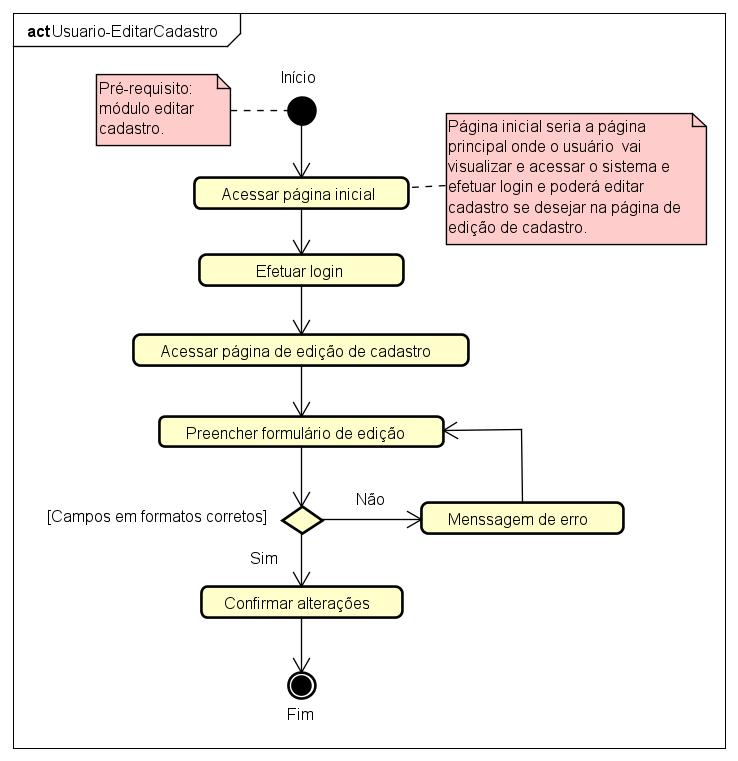 act Usuario-EditarCadastro
Início
Pré-requisito:
módulo editar
cadastro.
Página inicial seria a página
principal onde o usuário vai
visualizar e acessar o sistema e
efetuar login e poderá editar
cadastro se desejar na página de
edição de cadastro.
Acessar página inicial
Efetuar login
Acessar página de edição de cadastro
Preencher formulário de edição
[Campos em formatos corretos]
Não
Menssagem de erro
Sim
Confirmar alterações
Fim